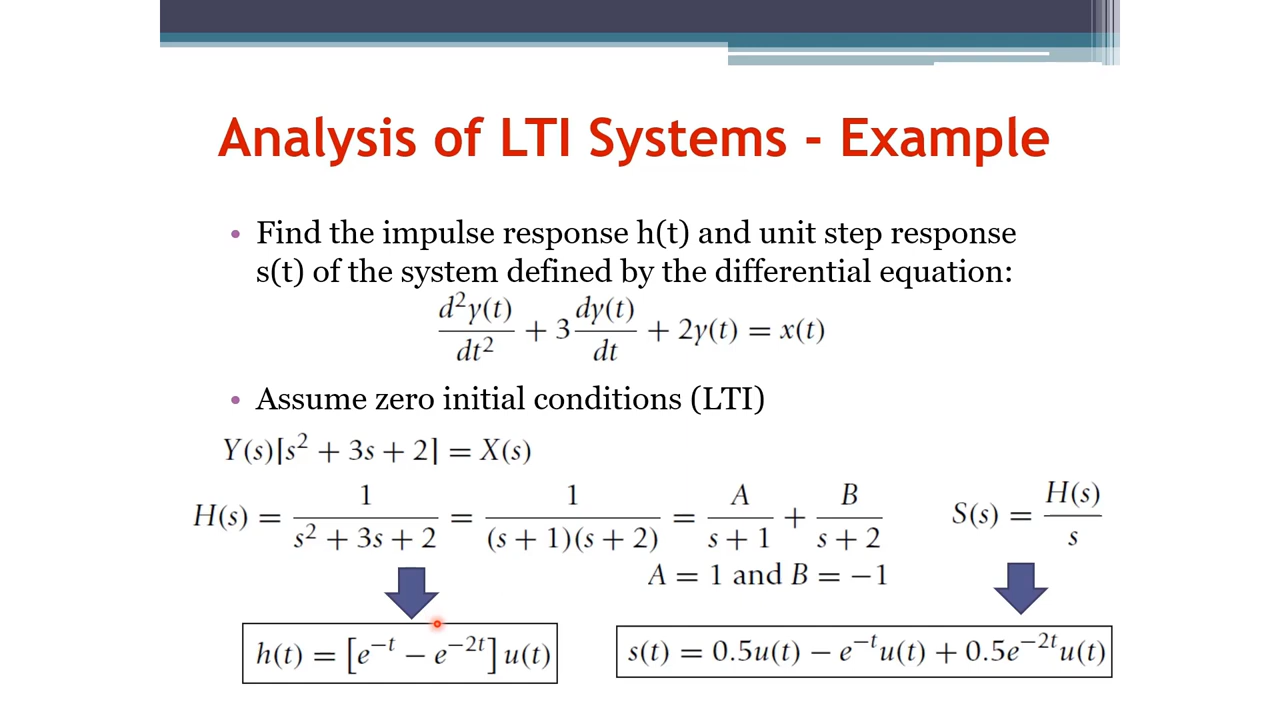 Analysis of LTI Systems - Example
• Find the impulse response h(t) and unit step response
s(t) of the system defined by the differential equation:
d²y(t)/dt² + 3 dy(t)/dt + 2y(t) = x(t)
• Assume zero initial conditions (LTI)
Y(s)[s² + 3s + 2] = X(s)
H(s) = 1/(s² + 3s + 2) = 1/((s + 1)(s + 2)) = A/(s + 1) + B/(s + 2)
S(s) = H(s)/s
A = 1 and B = −1
h(t) = [e^{−t} − e^{−2t}] u(t)
s(t) = 0.5u(t) − e^{−t}u(t) + 0.5e^{−2t}u(t)